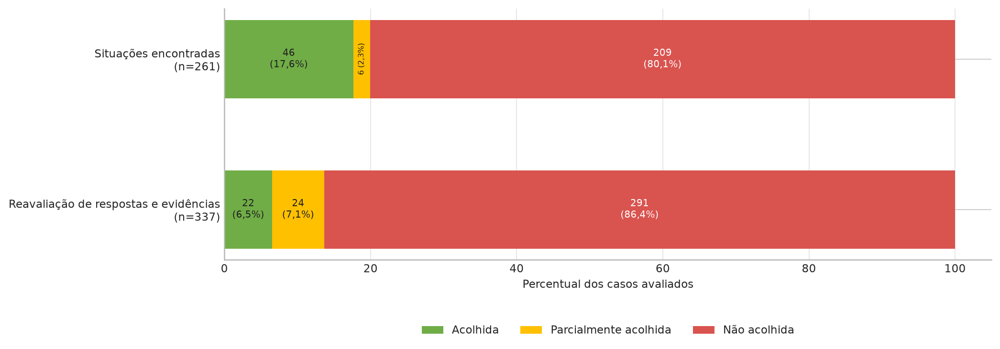 Situações encontradas
(n=261)
46
(17,6%)
6 (2,3%)
209
(80,1%)
Reavaliação de respostas e evidências
(n=337)
22
(6,5%)
24
(7,1%)
291
(86,4%)
0 20 40 60 80 100
Percentual dos casos avaliados
Acolhida Parcialmente acolhida Não acolhida